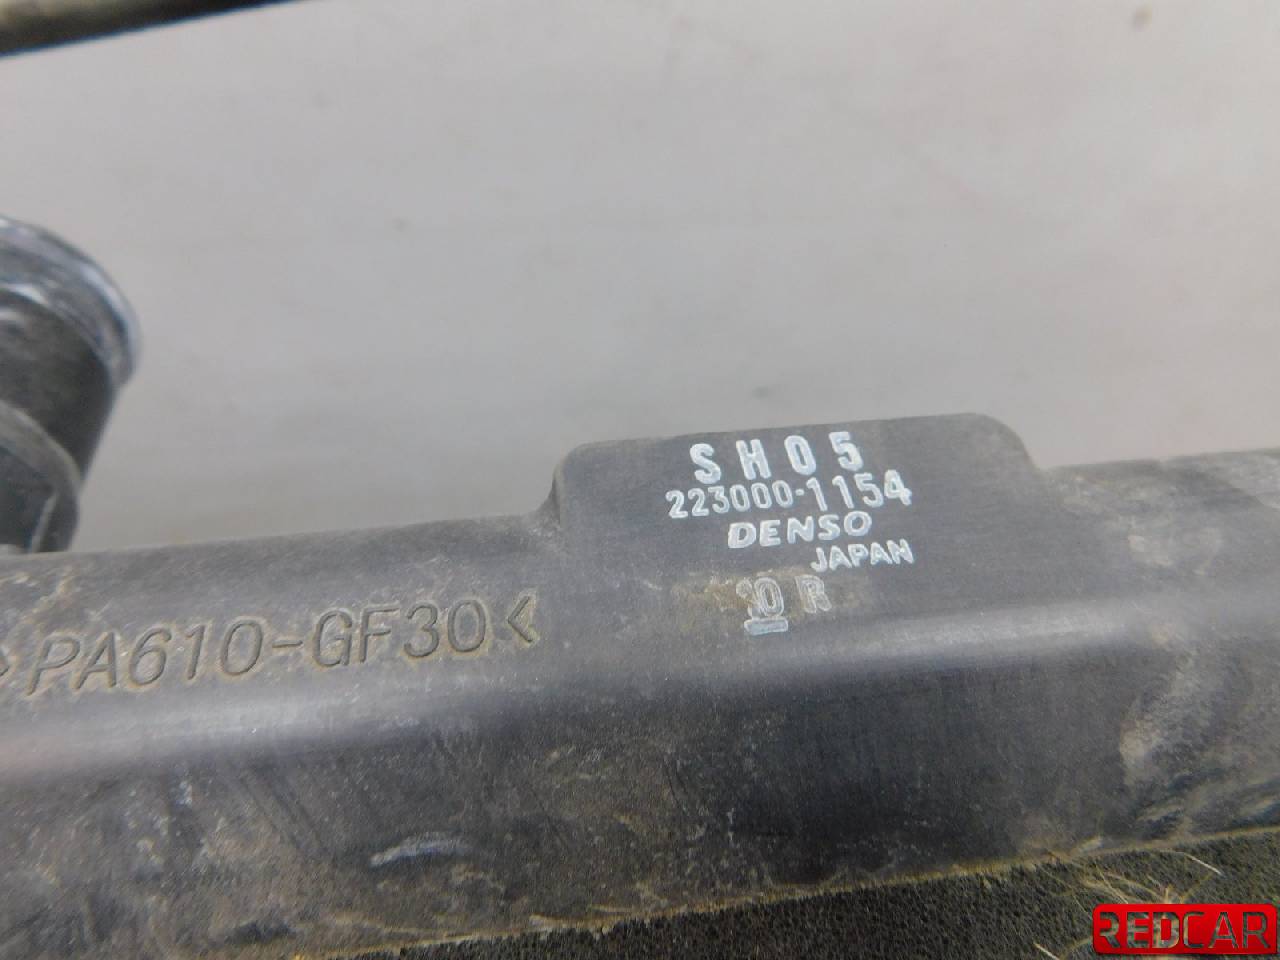 SH05
223000-1154
DENSO
JAPAN
10 R
>PA610-GF30<
REDCAR